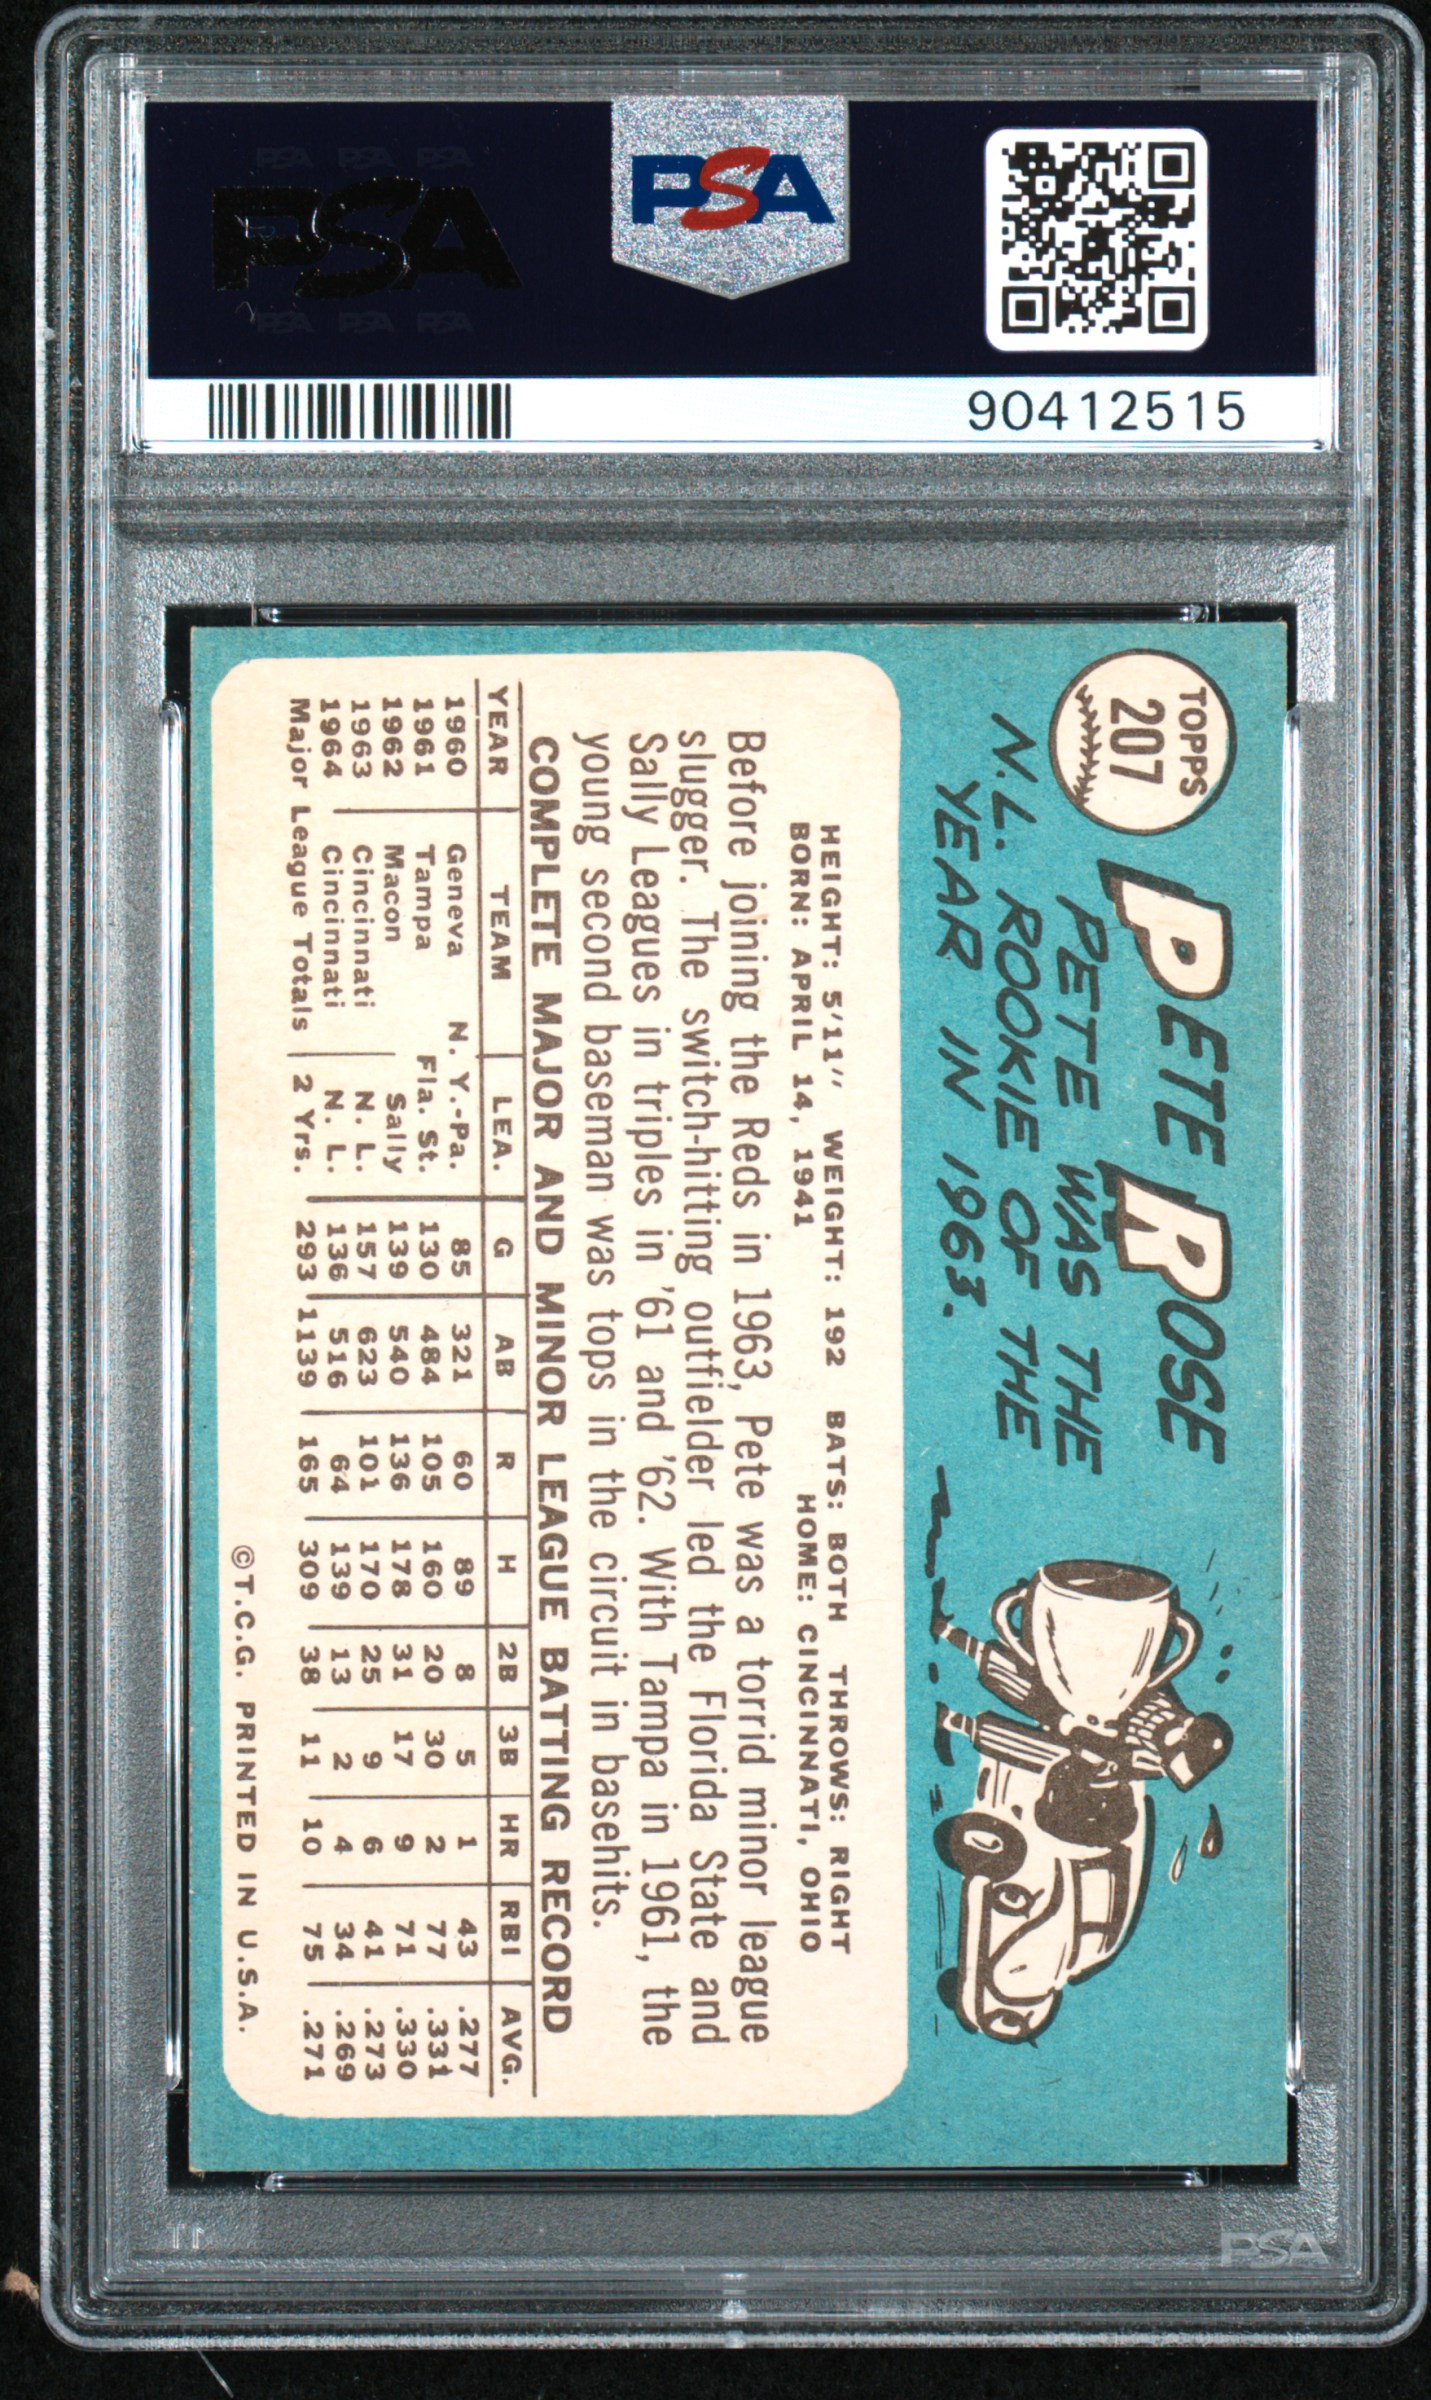 PSA PSA PSA
PSA
PSA PSA PSA
PSA
90412515
TOPPS
207
PETE ROSE
PETE WAS THE
N.L. ROOKIE OF THE
YEAR IN 1963.
HEIGHT: 5'11" WEIGHT: 192 BATS: BOTH THROWS: RIGHT
BORN: APRIL 14, 1941 HOME: CINCINNATI, OHIO
Before joining the Reds in 1963, Pete was a torrid minor league
slugger. The switch-hitting outfielder led the Florida State and
Sally Leagues in triples in '61 and '62. With Tampa in 1961, the
young second baseman was tops in the circuit in basehits.
COMPLETE MAJOR AND MINOR LEAGUE BATTING RECORD
YEAR TEAM LEA. G AB R H 2B 3B HR RBI AVG.
1960 Geneva N. Y.-Pa. 85 321 60 89 8 5 1 43 .277
1961 Tampa Fla. St. 130 484 105 160 20 30 2 77 .331
1962 Macon Sally 139 540 136 178 31 17 9 71 .330
1963 Cincinnati N. L. 157 623 101 170 25 9 6 41 .273
1964 Cincinnati N. L. 136 516 64 139 13 2 4 34 .269
Major League Totals 2 Yrs. 293 1139 165 309 38 11 10 75 .271
©T.C.G. PRINTED IN U.S.A.
PSA